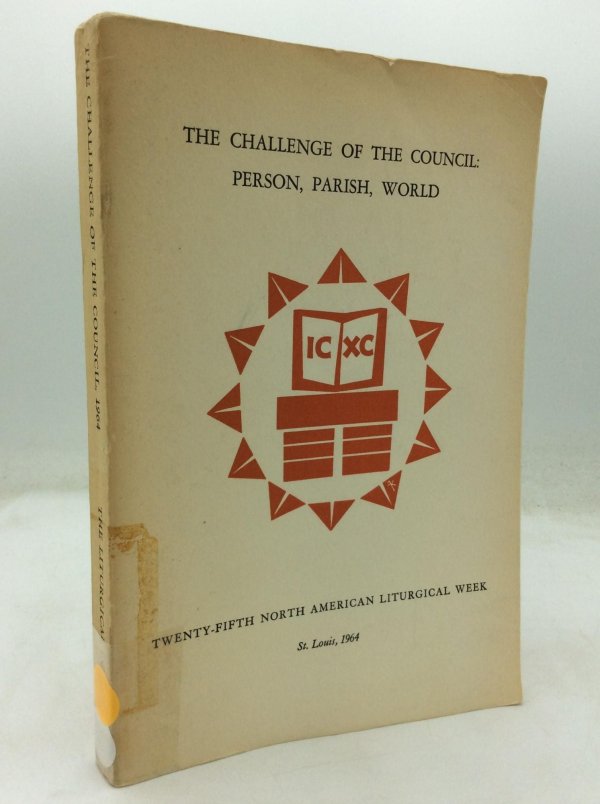 THE CHALLENGE OF THE COUNCIL:
PERSON, PARISH, WORLD
IC XC
TWENTY-FIFTH NORTH AMERICAN LITURGICAL WEEK
St. Louis, 1964
THE CHALLENGE OF THE COUNCIL, 1964
THE LITURGICAL